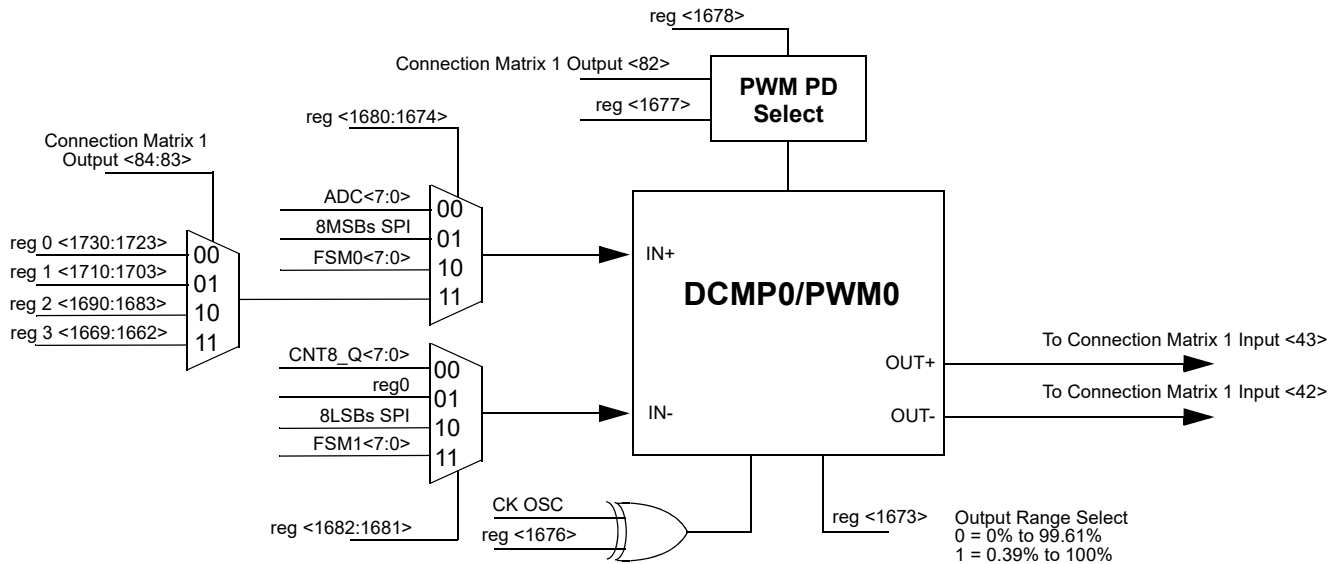 reg <1678>
Connection Matrix 1 Output <82>
reg <1677>
PWM PD
Select
reg <1680:1674>
Connection Matrix 1
Output <84:83>
reg 0 <1730:1723>
reg 1 <1710:1703>
reg 2 <1690:1683>
reg 3 <1669:1662>
00
01
10
11
ADC<7:0>
8MSBs SPI
FSM0<7:0>
00
01
10
11
CNT8_Q<7:0>
reg0
8LSBs SPI
FSM1<7:0>
00
01
10
11
reg <1682:1681>
IN+
DCMP0/PWM0
IN-
OUT+
OUT-
To Connection Matrix 1 Input <43>
To Connection Matrix 1 Input <42>
CK OSC
reg <1676>
reg <1673>
Output Range Select
0 = 0% to 99.61%
1 = 0.39% to 100%